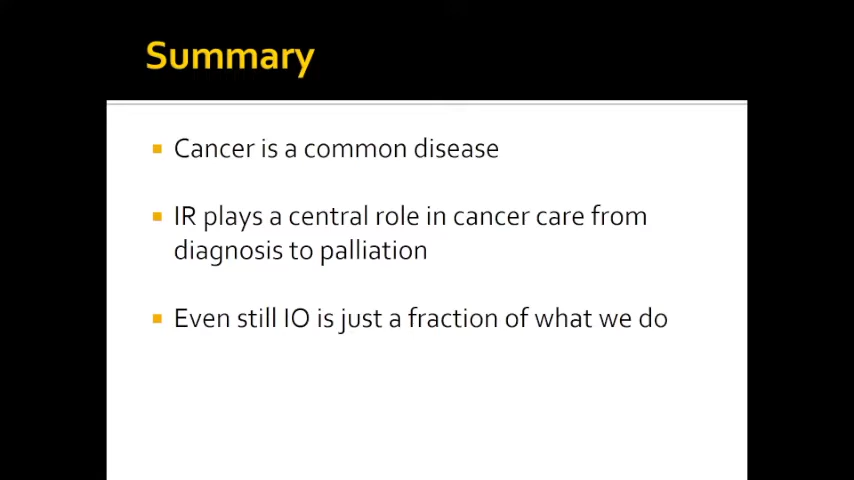 Summary
Cancer is a common disease
IR plays a central role in cancer care from
diagnosis to palliation
Even still IO is just a fraction of what we do